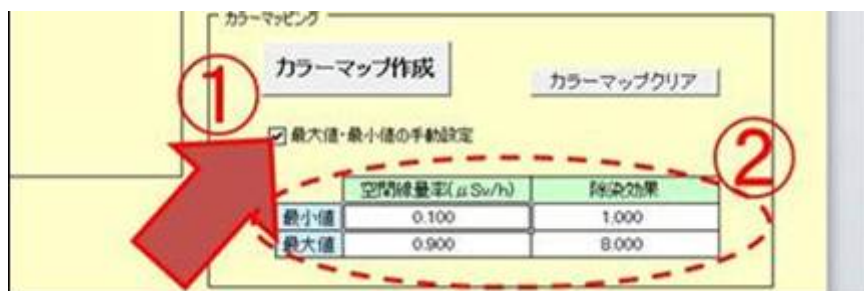 カラーマッピング
①
カラーマップ作成
カラーマップクリア
最大値・最小値の手動設定
②
空間線量率(μSv/h) 除染効果
最小値 0.100 1.000
最大値 0.900 8.000